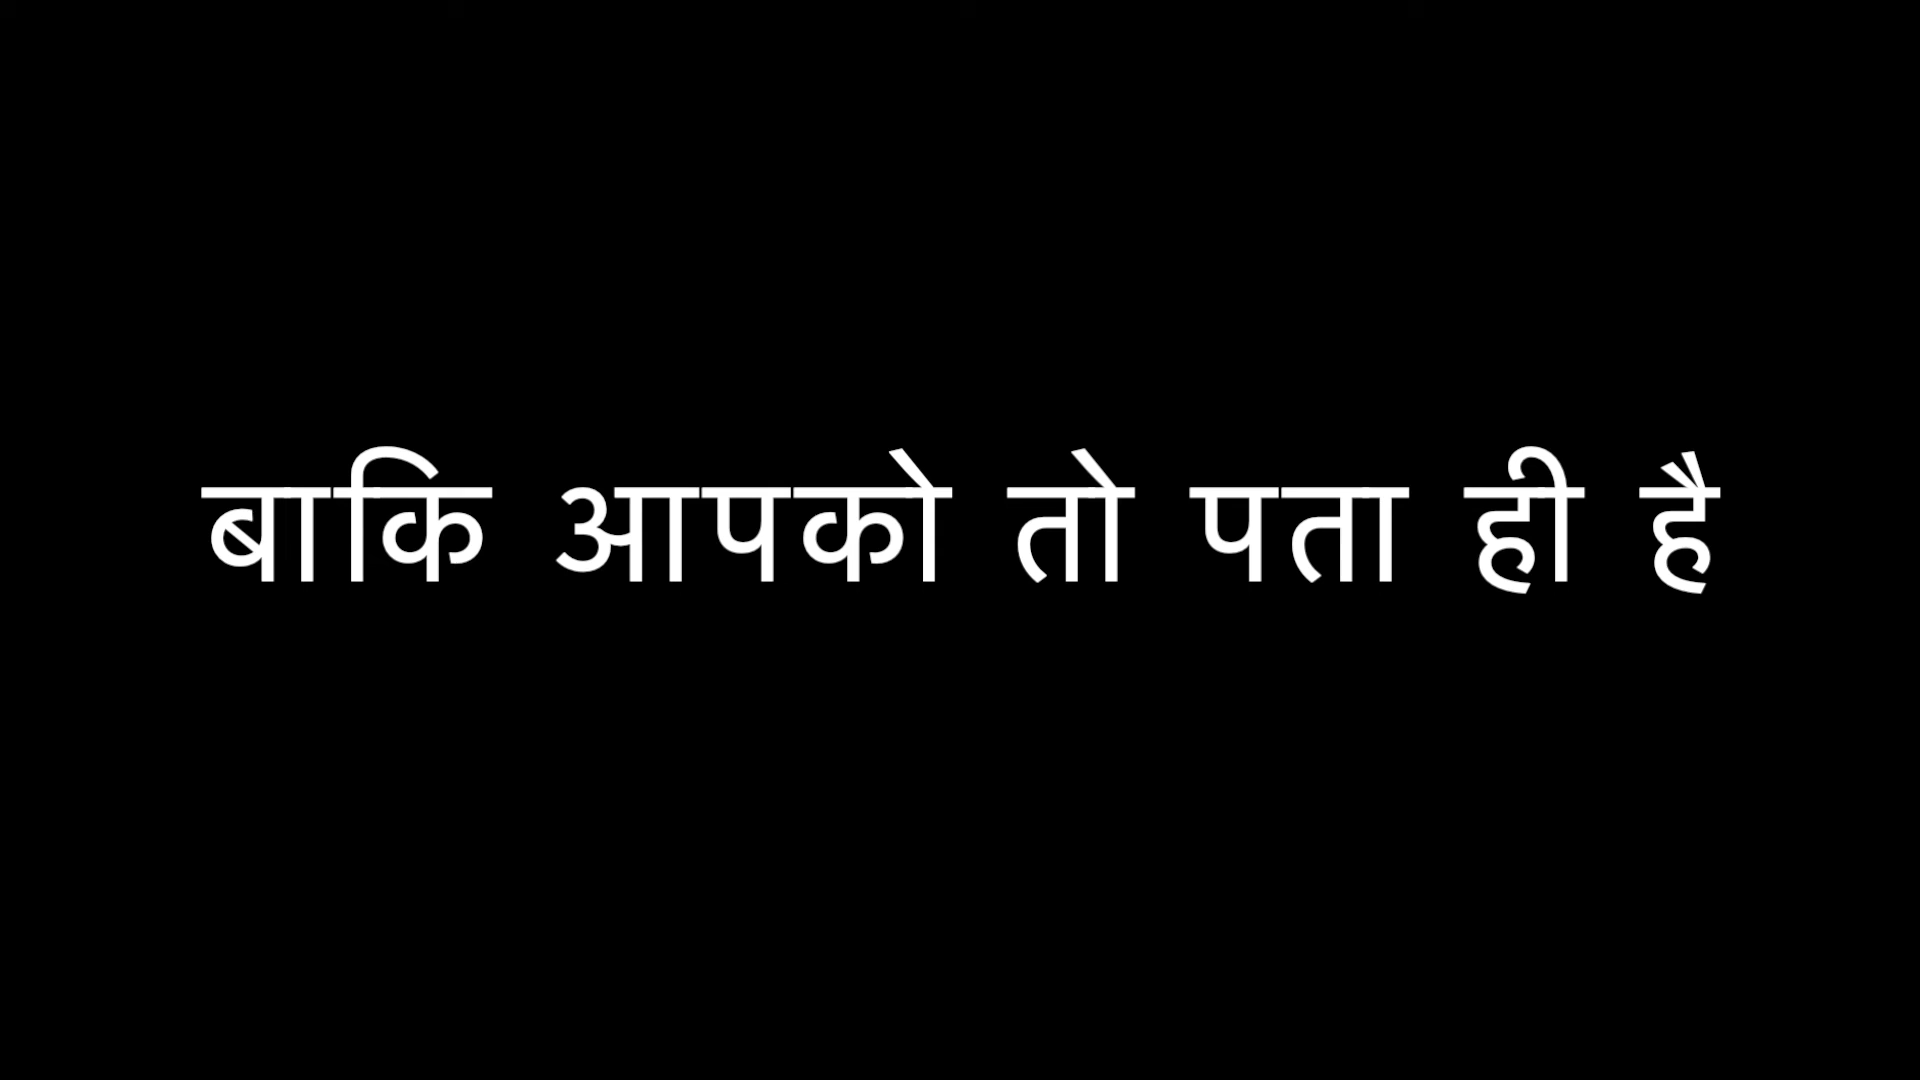 बाकि आपको तो पता ही है